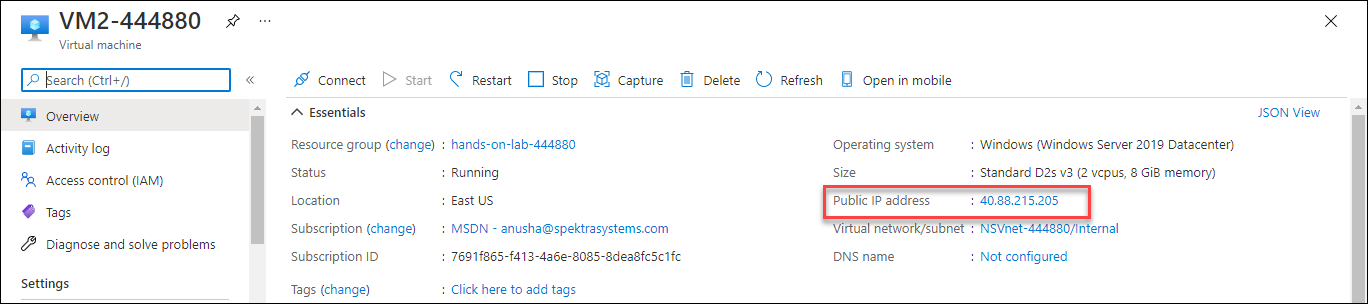 VM2-444880
Virtual machine
Search (Ctrl+/)
Overview
Activity log
Access control (IAM)
Tags
Diagnose and solve problems
Settings
Connect Start Restart Stop Capture Delete Refresh Open in mobile
Essentials JSON View
Resource group (change) : hands-on-lab-444880
Status : Running
Location : East US
Subscription (change) : MSDN - anusha@spektrasystems.com
Subscription ID : 7691f865-f413-4a6e-8085-8dea8fc5c1fc
Tags (change) : Click here to add tags
Operating system : Windows (Windows Server 2019 Datacenter)
Size : Standard D2s v3 (2 vcpus, 8 GiB memory)
Public IP address : 40.88.215.205
Virtual network/subnet : NSVnet-444880/Internal
DNS name : Not configured